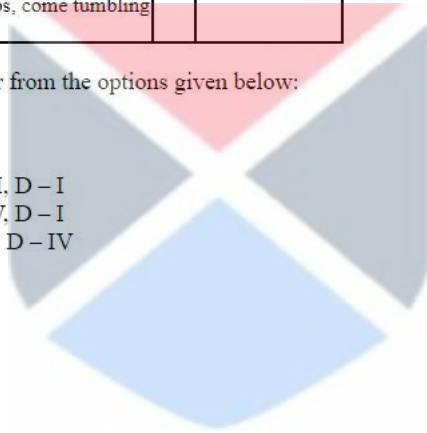 come tumbling
from the options given below:
D – I
D – I
D – IV